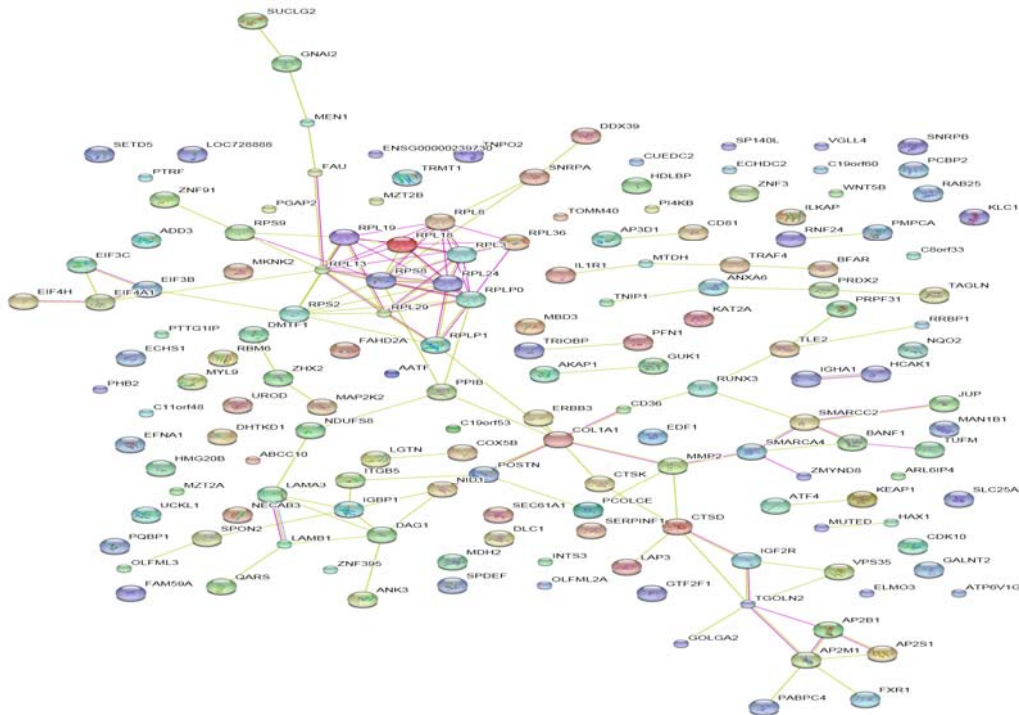 SUCLG2
GNAI2
MEN1
DDX39
SETD5
LOC728888
ENSG00000239730
TNPO2
SP140L
VGLL4
SNRPB
PTRF
FAU
TRMT1
SNRPA
CUEDC2
ECHDC2
C19orf60
PCBP2
ZNF91
MZT2B
HDLBP
ZNF3
WNT5B
RAB25
PGAP2
RPS9
RPL19
RPL18
RPL8
TOMM40
PI4KB
ILKAP
KLC1
ADD3
RPL3
RPL36
AP3D1
CD81
RNF24
PMPCA
EIF3C
MKNK2
RPL13
RPS8
RPL24
IL1R1
MTDH
TRAF4
BFAR
C8orf33
EIF4H
EIF4A1
EIF3B
RPS2
RPL29
RPLP0
TNIP1
ANXA6
PRDX2
TAGLN
PTTG1IP
DMTF1
RPLP1
MBD3
KAT2A
PRPF31
RRBP1
ECHS1
RBM6
FAHD2A
TRIOBP
PFN1
TLE2
NQO2
PHB2
MYL9
ZHX2
AATF
AKAP1
GUK1
IGHA1
HCAK1
C11orf48
UROD
MAP2K2
PPIB
RUNX3
ERBB3
CD36
SMARCC2
JUP
EFNA1
DHTKD1
NDUFS8
C19orf53
COL1A1
EDF1
MAN1B1
HMG20B
ABCC10
LGTN
COX5B
SMARCA4
BANF1
TUFM
MZT2A
ITGB5
POSTN
CTSK
MMP2
ZMYND8
ARL6IP4
UCKL1
LAMA3
NECAB3
IGBP1
NID1
PCOLCE
ATF4
KEAP1
SLC25A
PQBP1
SPON2
DAG1
SEC61A1
DLC1
SERPINF1
CTSD
MUTED
HAX1
OLFML3
LAMB1
CDK10
FAM59A
QARS
ZNF395
MDH2
INTS3
LAP3
IGF2R
VPS35
GALNT2
ANK3
SPDEF
OLFML2A
GTF2F1
TGOLN2
ELMO3
ATP6V1G
GOLGA2
AP2B1
AP2M1
AP2S1
PABPC4
FXR1